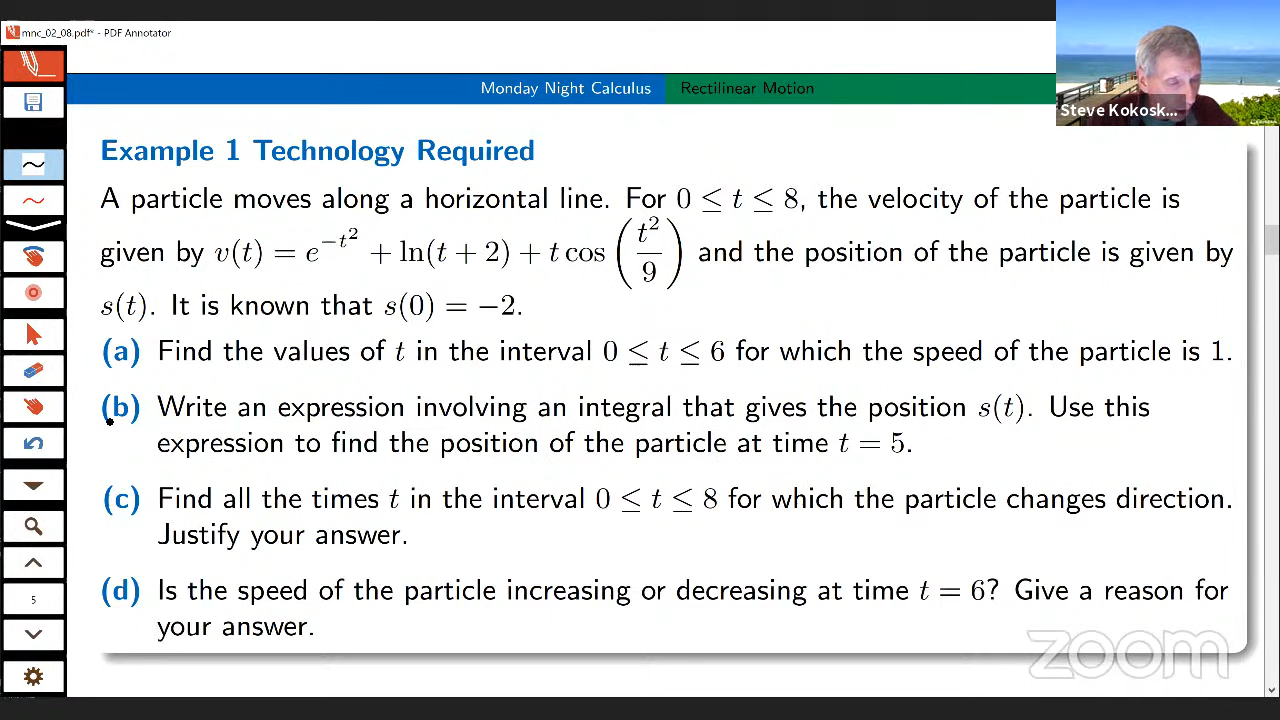 mnc_02_08.pdf* - PDF Annotator
Monday Night Calculus Rectilinear Motion
Steve Kokosk...
Example 1 Technology Required
A particle moves along a horizontal line. For 0 ≤ t ≤ 8, the velocity of the particle is
given by v(t) = e^{-t^2} + ln(t + 2) + t cos(t^2/9) and the position of the particle is given by
s(t). It is known that s(0) = −2.
(a) Find the values of t in the interval 0 ≤ t ≤ 6 for which the speed of the particle is 1.
(b) Write an expression involving an integral that gives the position s(t). Use this
expression to find the position of the particle at time t = 5.
(c) Find all the times t in the interval 0 ≤ t ≤ 8 for which the particle changes direction.
Justify your answer.
(d) Is the speed of the particle increasing or decreasing at time t = 6? Give a reason for
your answer.
5
zoom